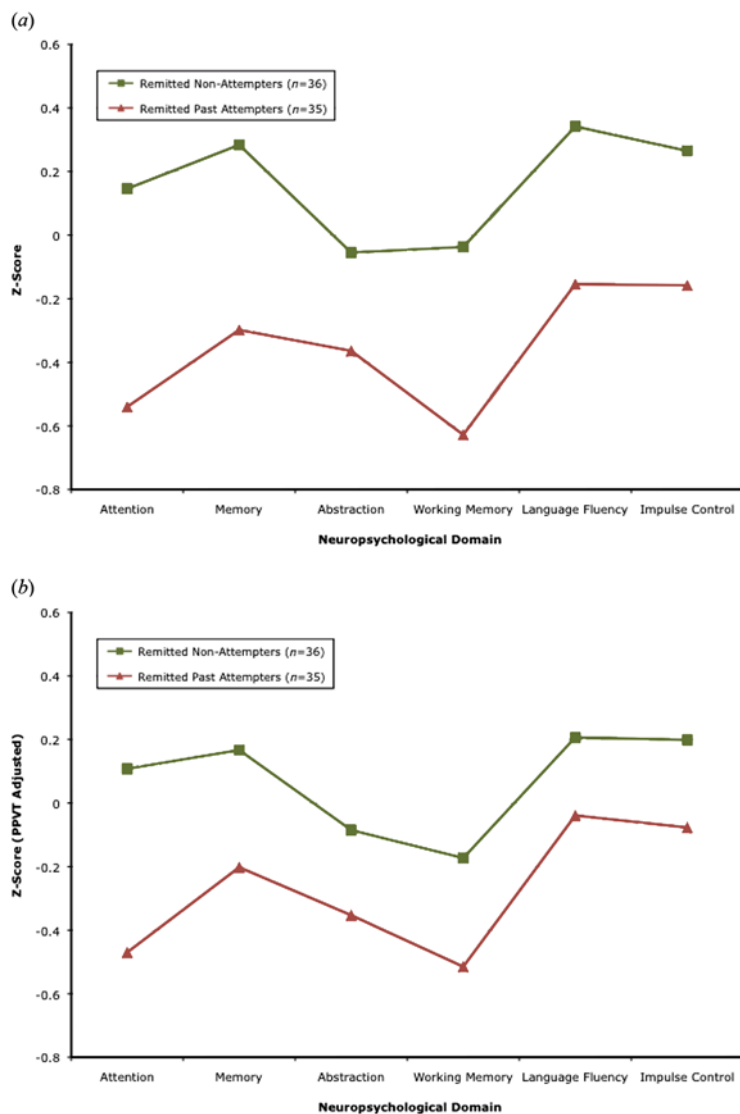 (a)
0.6
Remitted Non-Attempters (n=36)
Remitted Past Attempters (n=35)
0.4
0.2
0
-0.2
-0.4
-0.6
-0.8
Z-Score
Attention Memory Abstraction Working Memory Language Fluency Impulse Control
Neuropsychological Domain
(b)
0.6
Remitted Non-Attempters (n=36)
Remitted Past Attempters (n=35)
0.4
0.2
0
-0.2
-0.4
-0.6
-0.8
Z-Score (PPVT Adjusted)
Attention Memory Abstraction Working Memory Language Fluency Impulse Control
Neuropsychological Domain